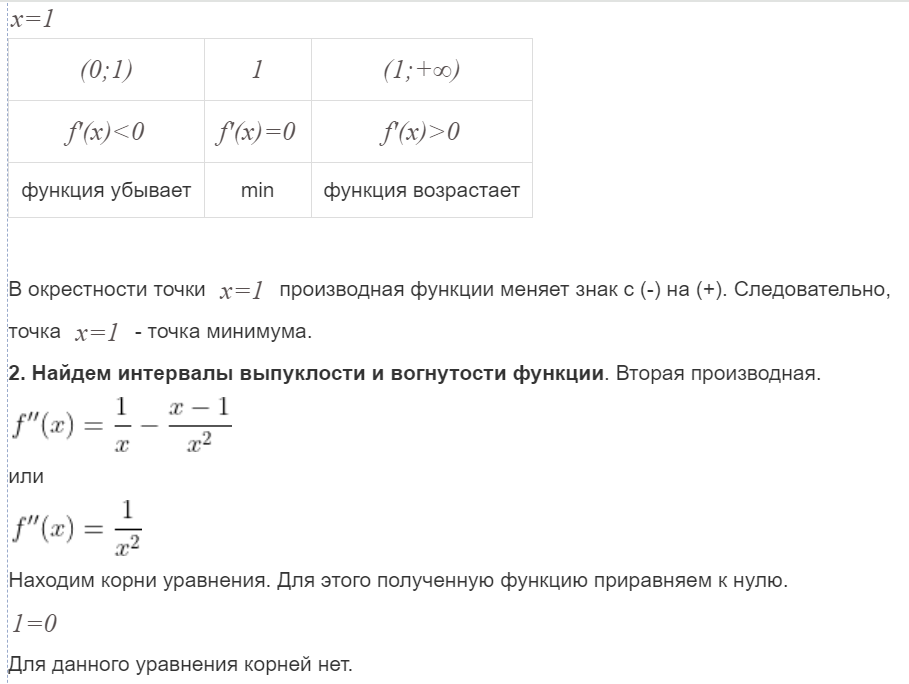 x=1
(0;1) 1 (1;+∞)
f'(x)<0 f'(x)=0 f'(x)>0
функция убывает min функция возрастает
В окрестности точки x=1 производная функции меняет знак с (-) на (+). Следовательно,
точка x=1 - точка минимума.
2. Найдем интервалы выпуклости и вогнутости функции. Вторая производная.
f''(x) = 1/x − (x − 1)/x²
или
f''(x) = 1/x²
Находим корни уравнения. Для этого полученную функцию приравняем к нулю.
1=0
Для данного уравнения корней нет.